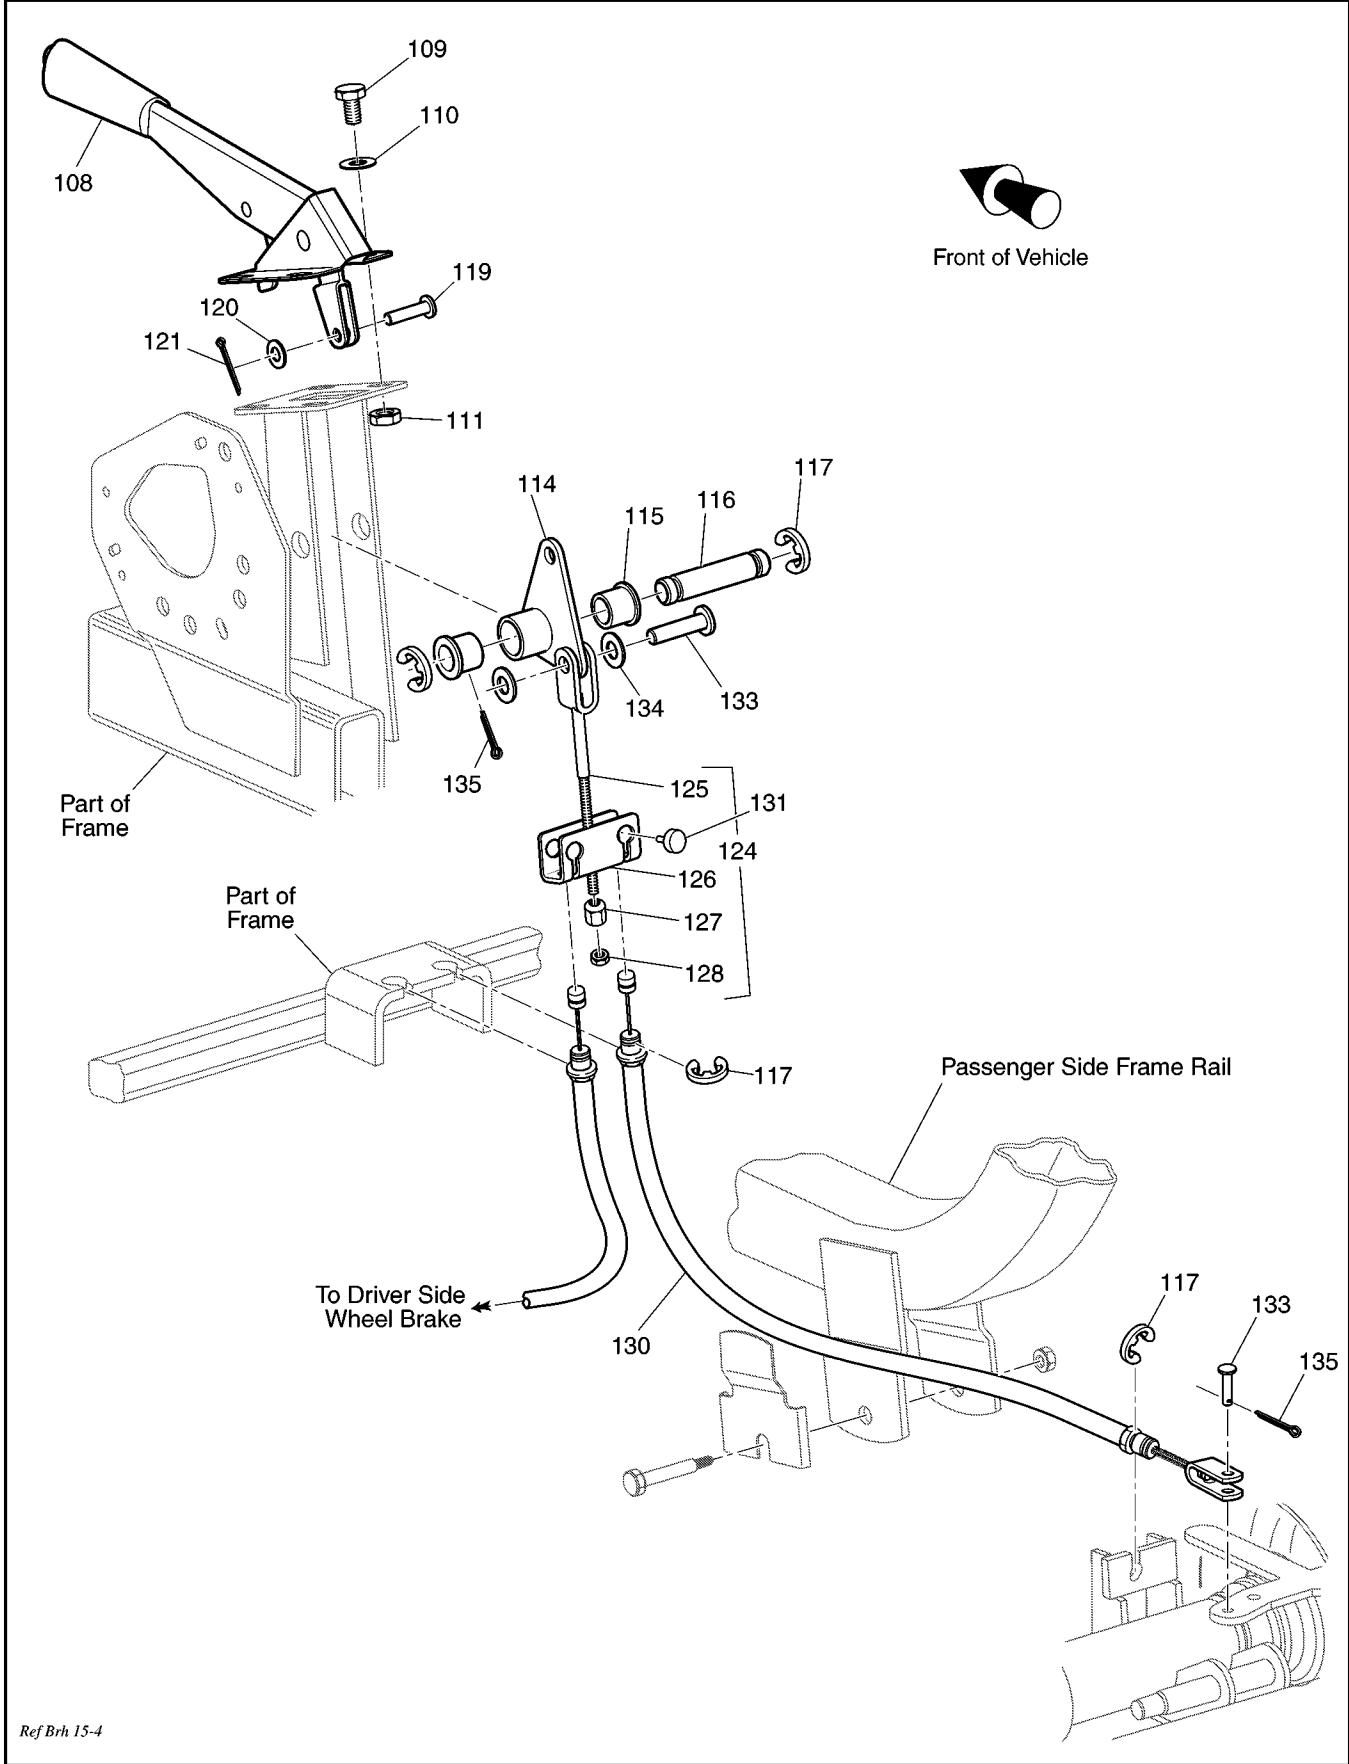 109
110
108
Front of Vehicle
119
120
121
111
117
114
116
115
134
133
135
125
131
Part of
Frame
124
126
Part of
Frame
127
128
117
Passenger Side Frame Rail
To Driver Side
Wheel Brake
117
133
130
135
Ref Brh 15-4